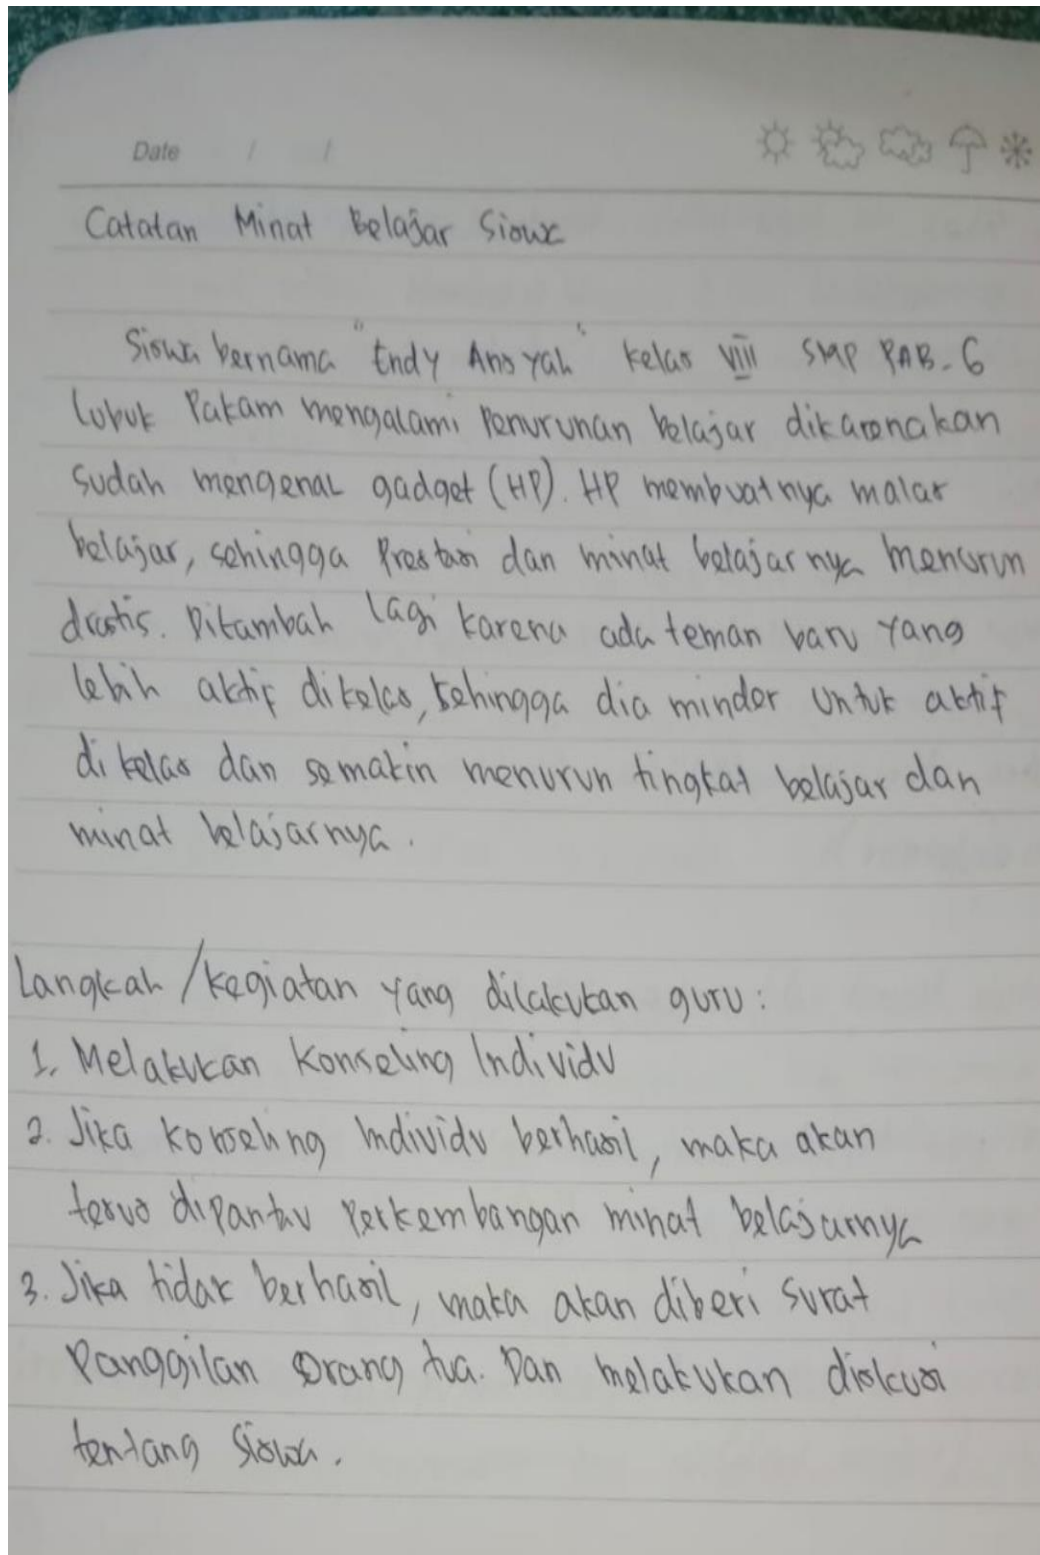 Date / /
Catatan Minat Belajar Siswa
Siswa bernama "Endy Ansyah" kelas VIII SMP PAB-6
Lubuk Pakam mengalami Penurunan belajar dikarenakan
sudah mengenal gadget (HP). HP membuatnya malas
belajar, sehingga Prestasi dan minat belajarnya menurun
drastis. Ditambah lagi karena ada teman baru yang
lebih aktif dikelas, sehingga dia minder untuk aktif
di kelas dan semakin menurun tingkat belajar dan
minat belajarnya.
Langkah/kegiatan yang dilakukan guru:
1. Melakukan Konseling Individu
2. Jika konseling Individu berhasil, maka akan
terus dipantau Perkembangan minat belajarnya
3. Jika tidak berhasil, maka akan diberi surat
Panggilan Orang tua. Dan melakukan diskusi
tentang Siswa.